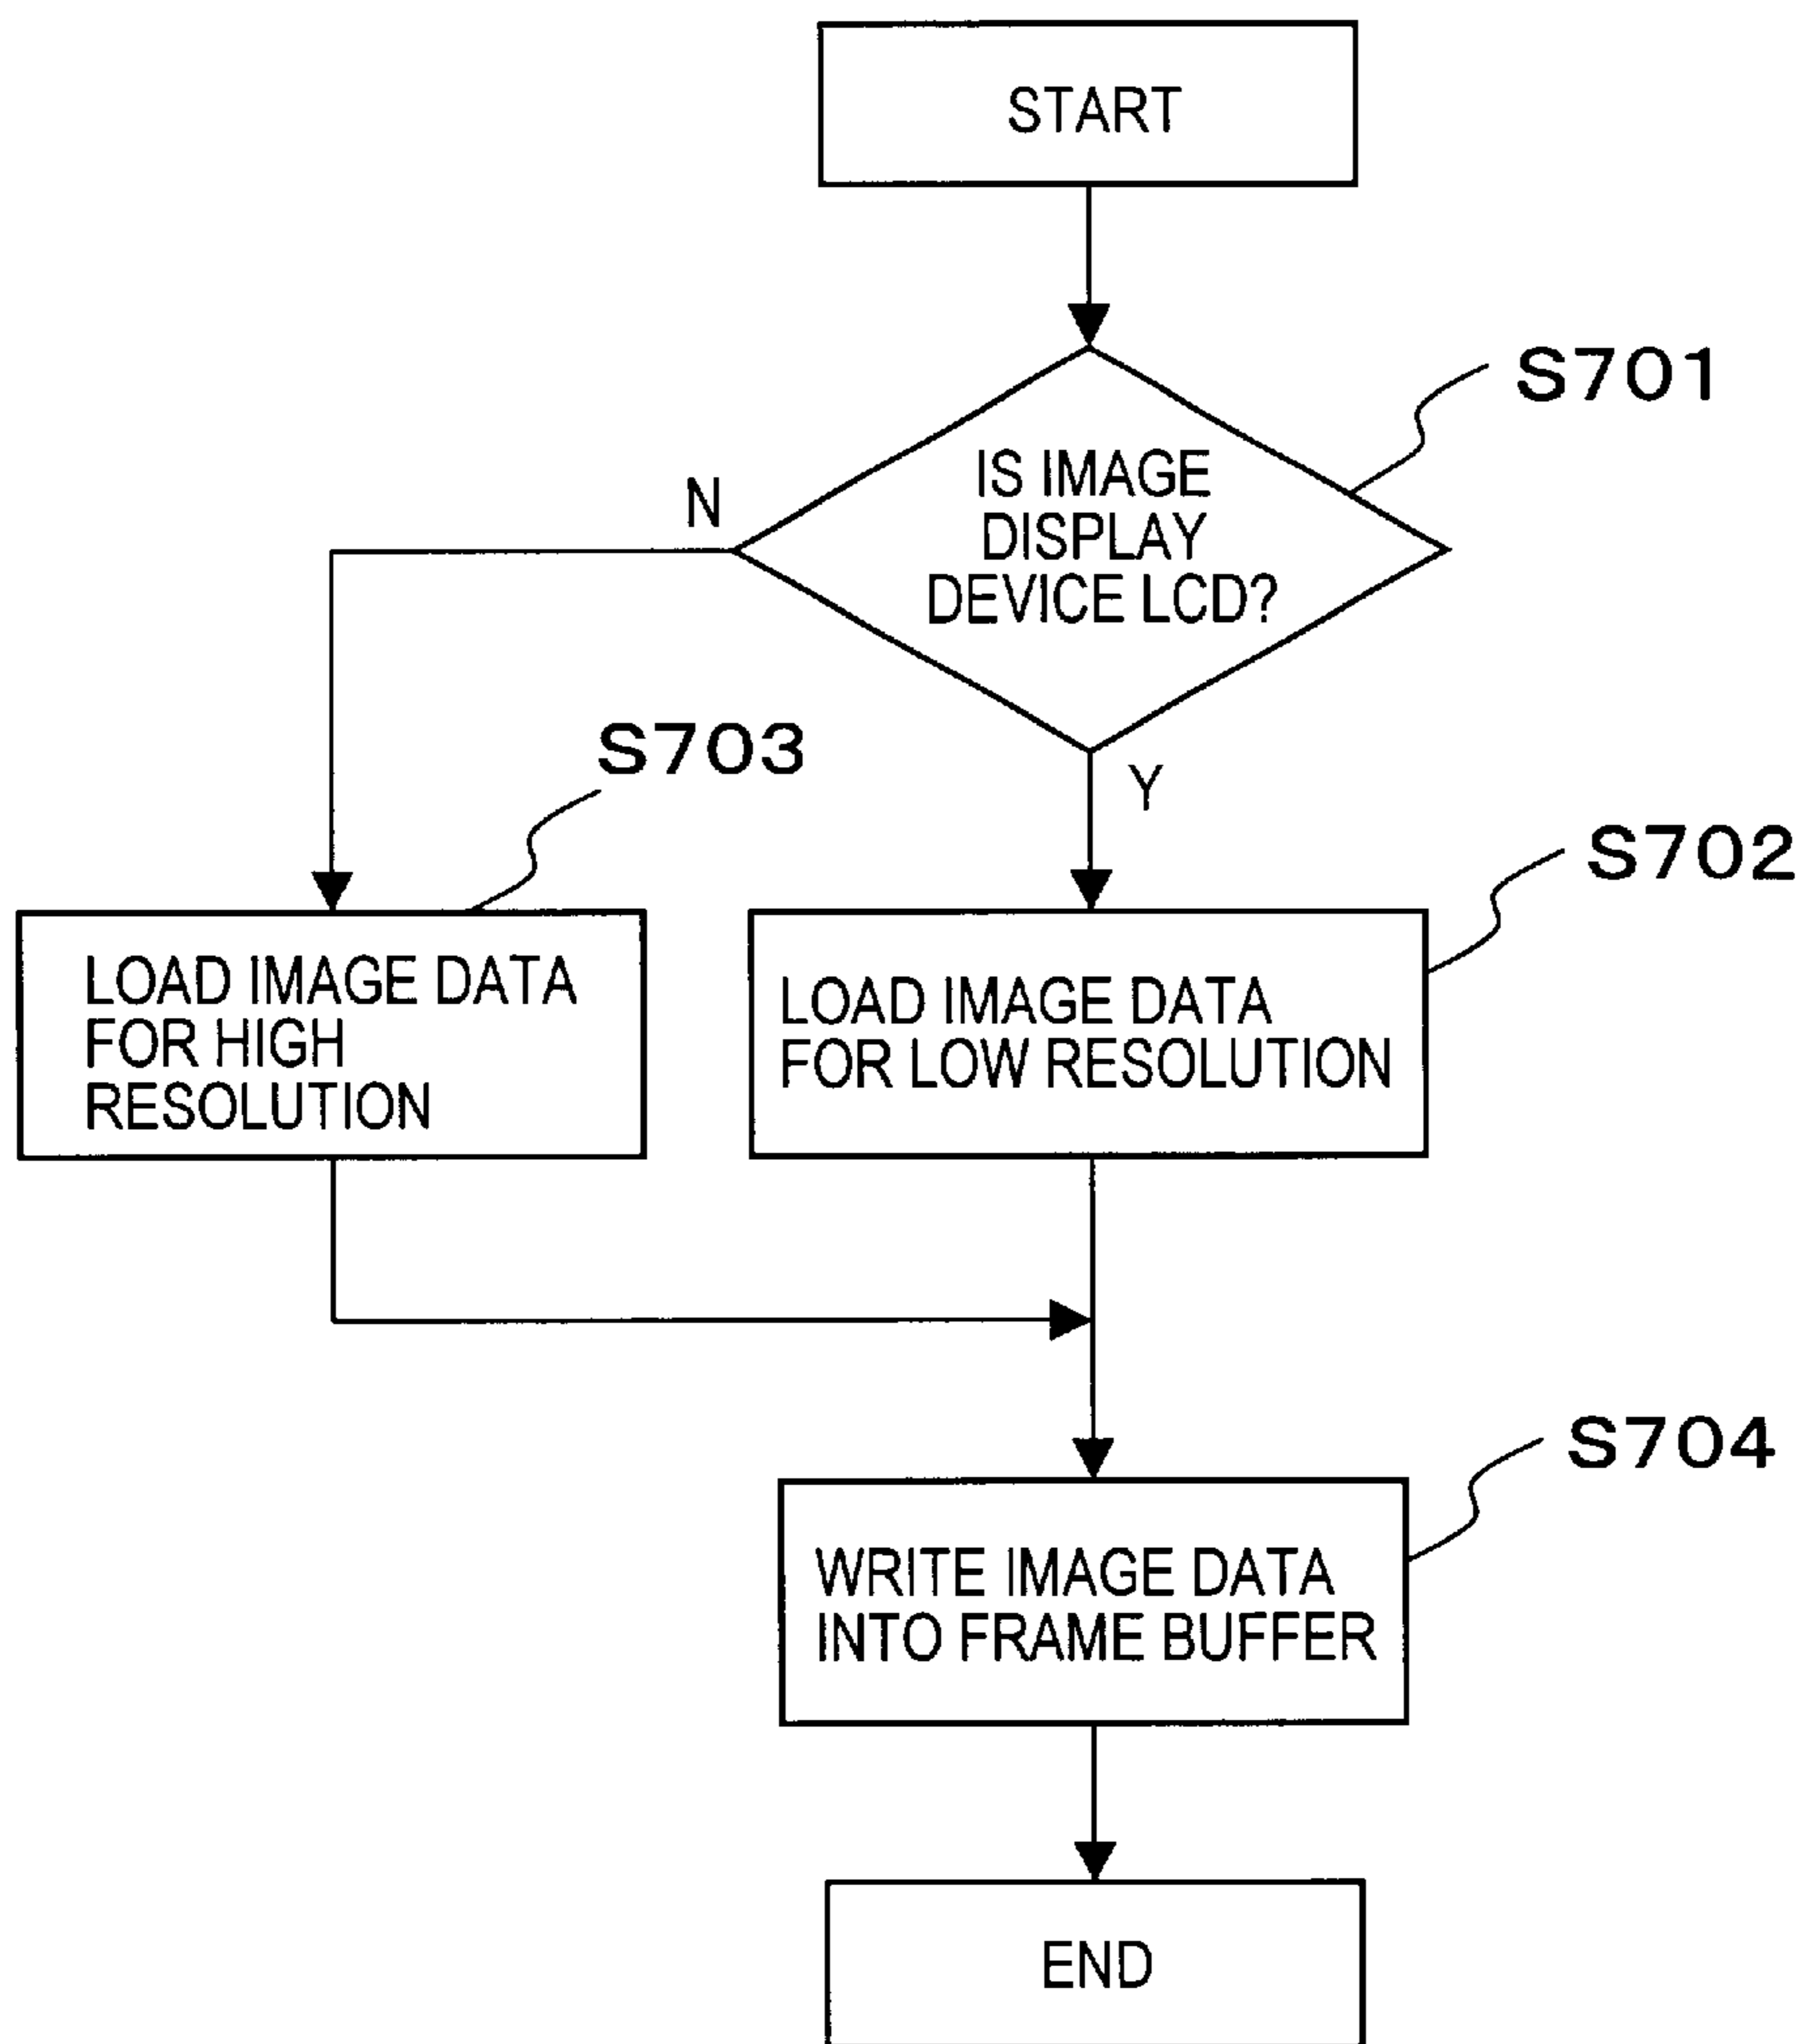 START
S701
IS IMAGE
DISPLAY
DEVICE LCD?
N
Y
S703
S702
LOAD IMAGE DATA
FOR HIGH
RESOLUTION
LOAD IMAGE DATA
FOR LOW RESOLUTION
S704
WRITE IMAGE DATA
INTO FRAME BUFFER
END